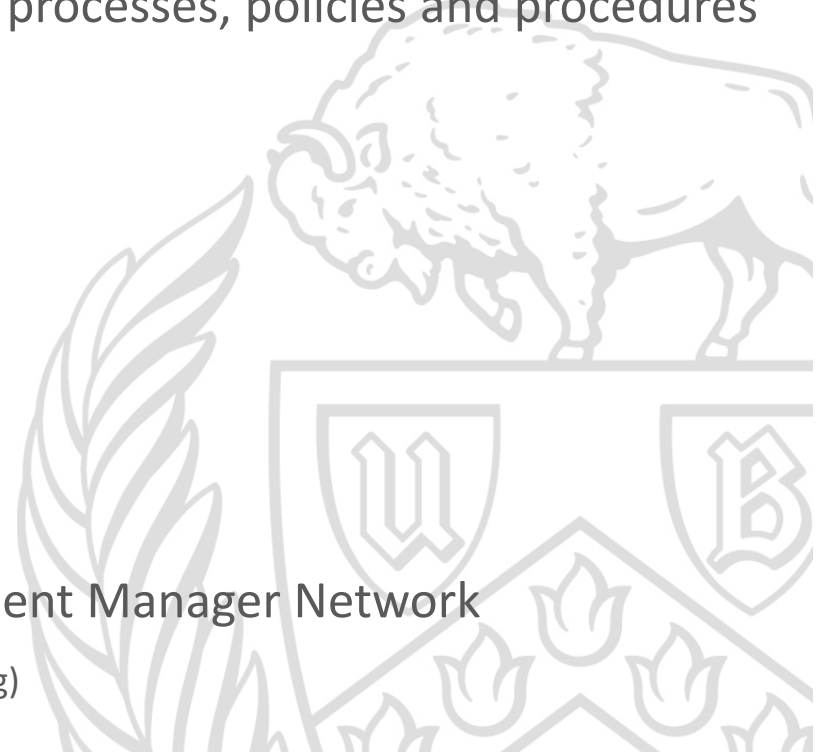 processes, policies and procedures
U B
ent Manager Network
g)